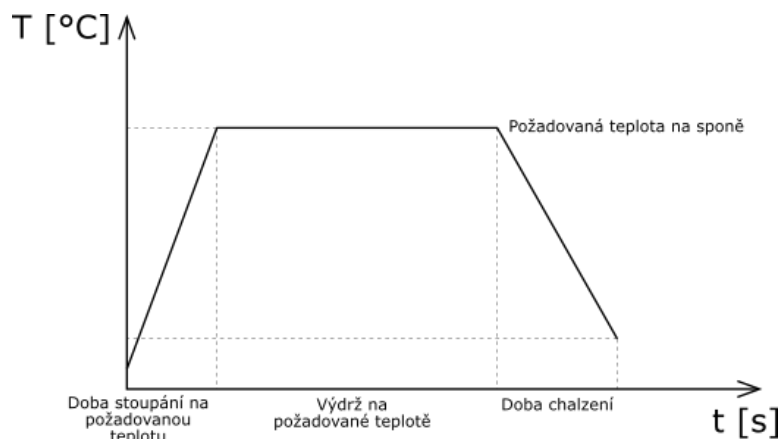 T [°C]
Požadovaná teplota na sponě
Doba stoupání na
požadovanou
teplotu
Výdrž na
požadované teplotě
Doba chalzení
t [s]